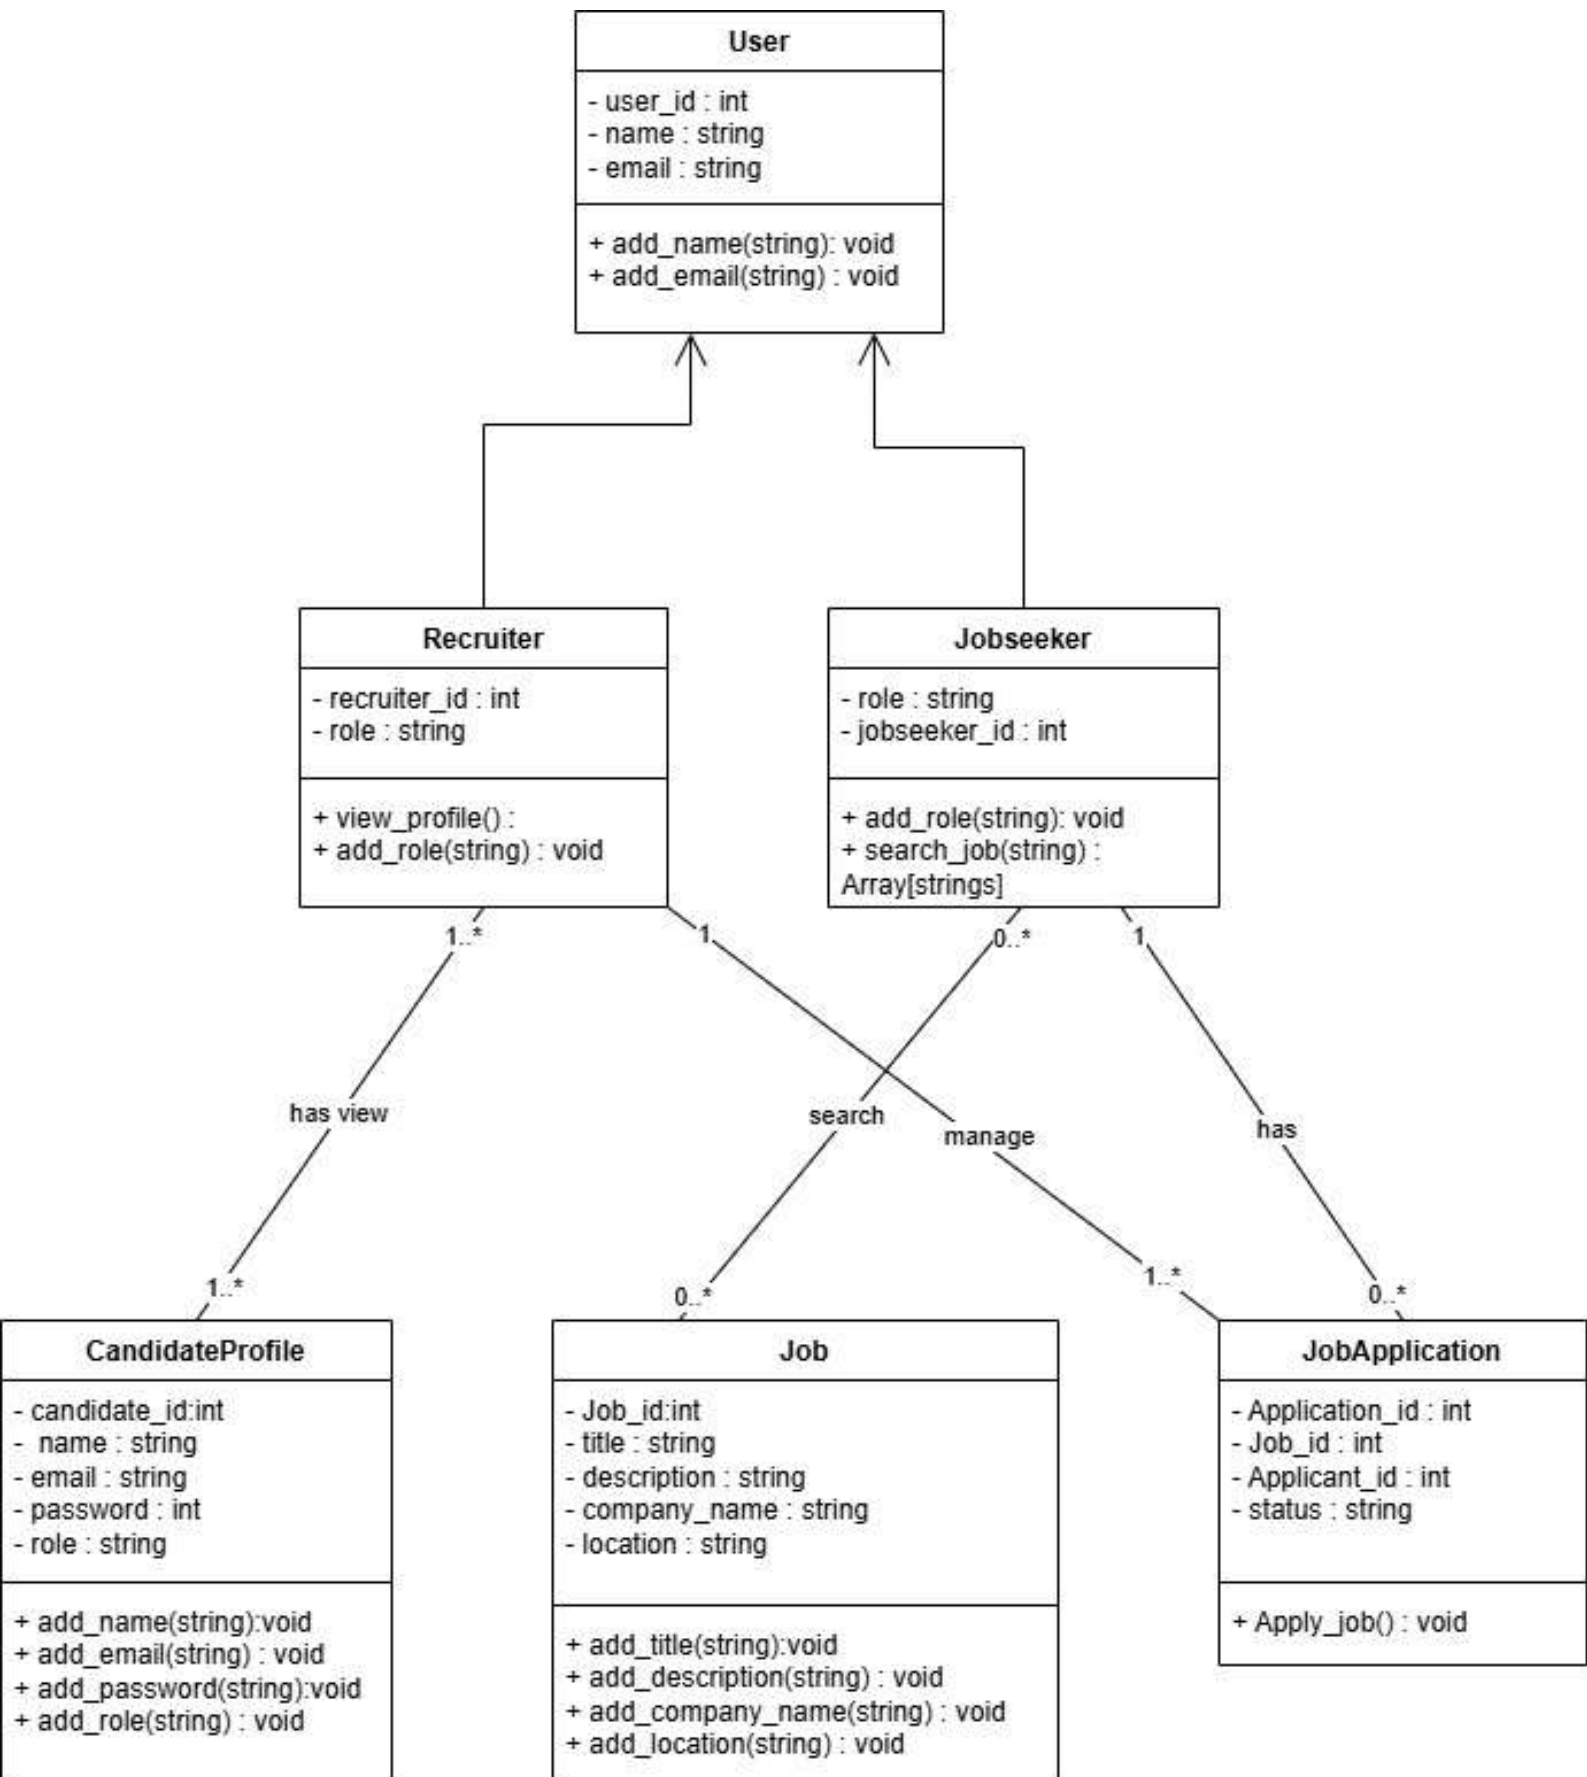 User
- user_id : int
- name : string
- email : string
+ add_name(string): void
+ add_email(string) : void
Recruiter
- recruiter_id : int
- role : string
+ view_profile() :
+ add_role(string) : void
Jobseeker
- role : string
- jobseeker_id : int
+ add_role(string): void
+ search_job(string) :
Array[strings]
1..*
1
0..*
1
has view
search
manage
has
1..*
0..*
1..*
0..*
CandidateProfile
- candidate_id:int
- name : string
- email : string
- password : int
- role : string
+ add_name(string):void
+ add_email(string) : void
+ add_password(string):void
+ add_role(string) : void
Job
- Job_id:int
- title : string
- description : string
- company_name : string
- location : string
+ add_title(string):void
+ add_description(string) : void
+ add_company_name(string) : void
+ add_location(string) : void
JobApplication
- Application_id : int
- Job_id : int
- Applicant_id : int
- status : string
+ Apply_job() : void